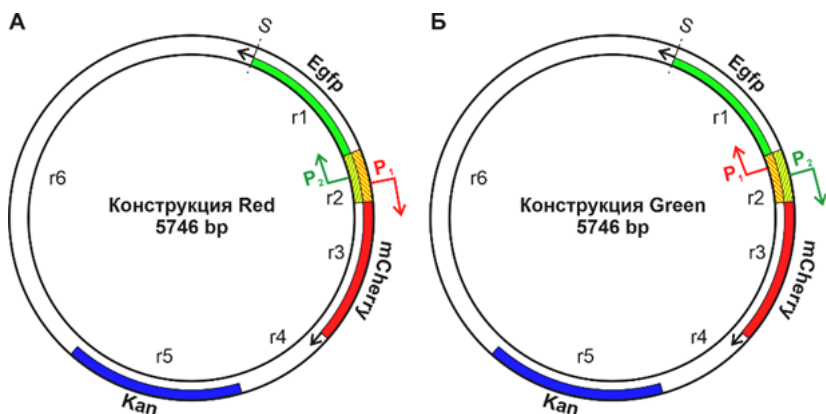 А
S
Egfp
r1
P₂
P₁
r2
r6
Конструкция Red
5746 bp
r3
mCherry
r4
r5
Kan
Б
S
Egfp
r1
P₁
P₂
r2
r6
Конструкция Green
5746 bp
r3
mCherry
r4
r5
Kan